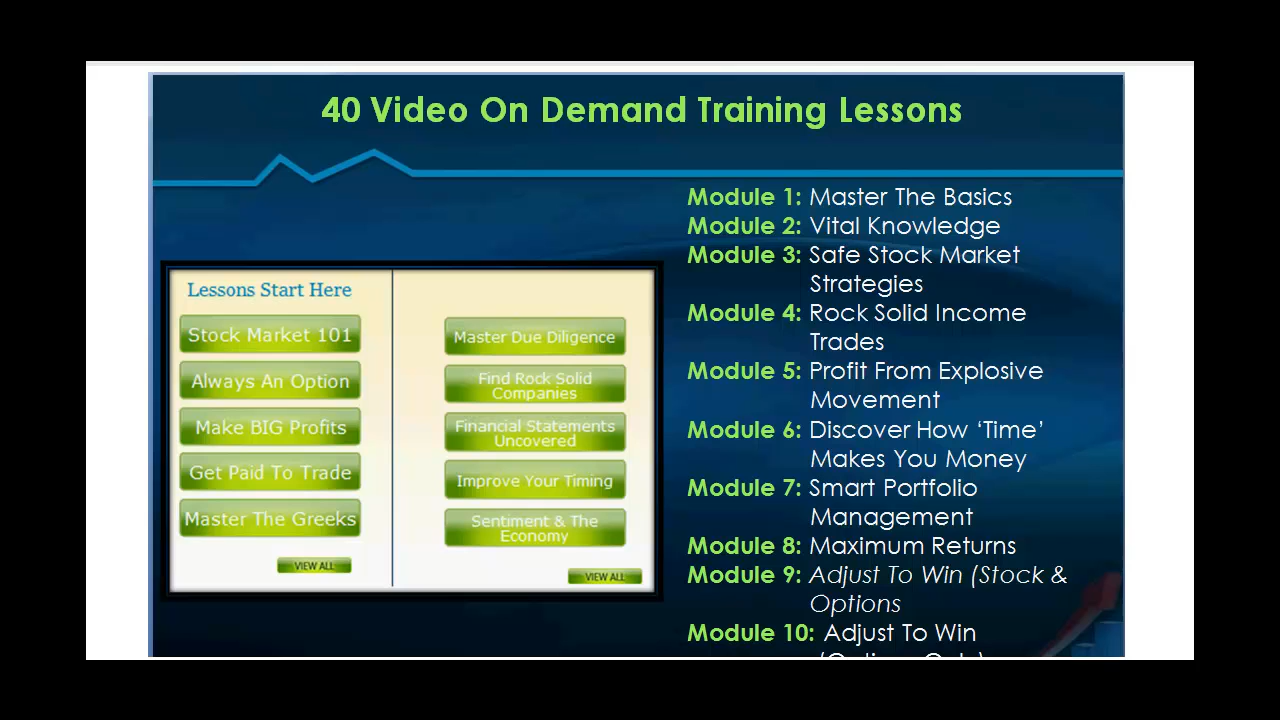 40 Video On Demand Training Lessons
Lessons Start Here
Stock Market 101
Always An Option
Make BIG Profits
Get Paid To Trade
Master The Greeks
VIEW ALL
Master Due Diligence
Find Rock Solid
Companies
Financial Statements
Uncovered
Improve Your Timing
Sentiment & The
Economy
VIEW ALL
Module 1: Master The Basics
Module 2: Vital Knowledge
Module 3: Safe Stock Market
Strategies
Module 4: Rock Solid Income
Trades
Module 5: Profit From Explosive
Movement
Module 6: Discover How ‘Time’
Makes You Money
Module 7: Smart Portfolio
Management
Module 8: Maximum Returns
Module 9: Adjust To Win (Stock &
Options
Module 10: Adjust To Win